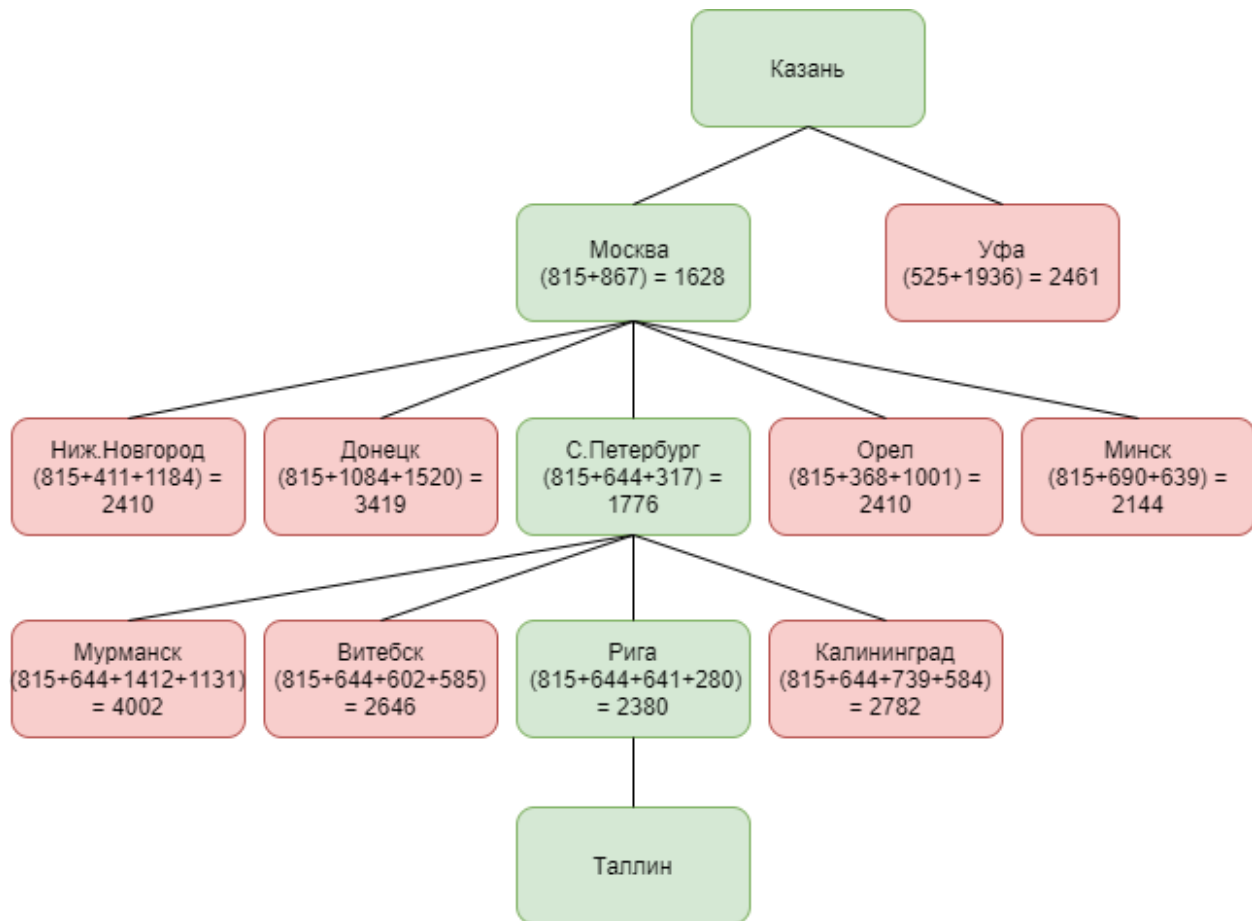 Казань
Москва
(815+867) = 1628
Уфа
(525+1936) = 2461
Ниж.Новгород
(815+411+1184) =
2410
Донецк
(815+1084+1520) =
3419
С.Петербург
(815+644+317) =
1776
Орел
(815+368+1001) =
2410
Минск
(815+690+639) =
2144
Мурманск
(815+644+1412+1131)
= 4002
Витебск
(815+644+602+585)
= 2646
Рига
(815+644+641+280)
= 2380
Калининград
(815+644+739+584)
= 2782
Таллин